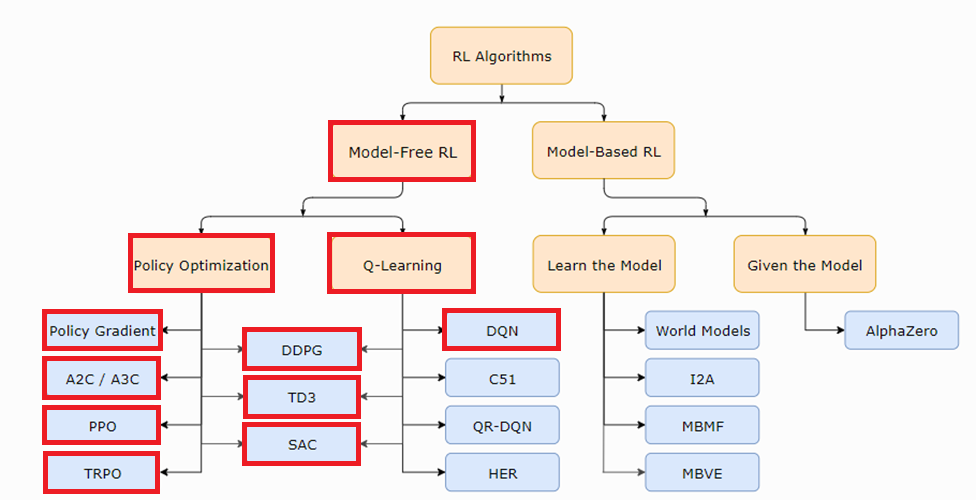 RL Algorithms
Model-Free RL
Model-Based RL
Policy Optimization
Q-Learning
Learn the Model
Given the Model
Policy Gradient
DDPG
DQN
World Models
AlphaZero
A2C / A3C
TD3
C51
I2A
PPO
SAC
QR-DQN
MBMF
TRPO
HER
MBVE